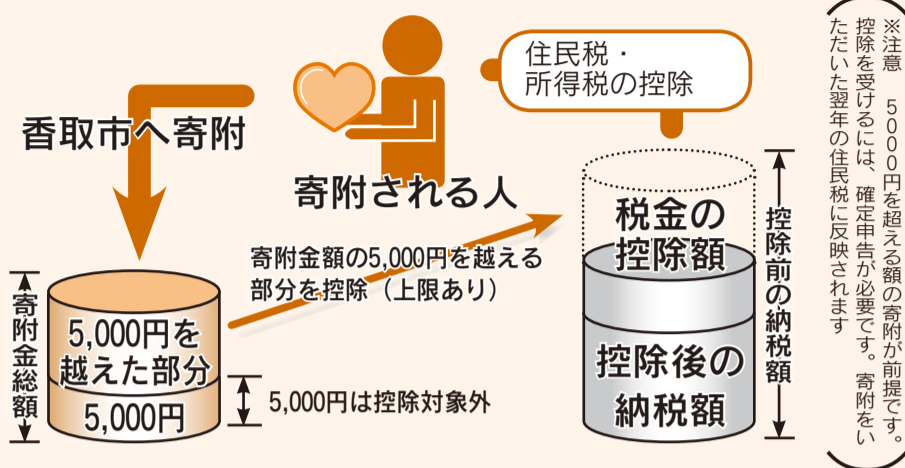 住民税・
所得税の控除
香取市へ寄附
寄附される人
寄附金額の5,000円を越える
部分を控除（上限あり）
寄附金総額
5,000円を
越えた部分
5,000円
5,000円は控除対象外
税金の
控除額
控除後の
納税額
控除前の納税額
※注意　5000円を超える額の寄附が前提です。
控除を受けるには、確定申告が必要です。寄附をい
ただいた翌年の住民税に反映されます